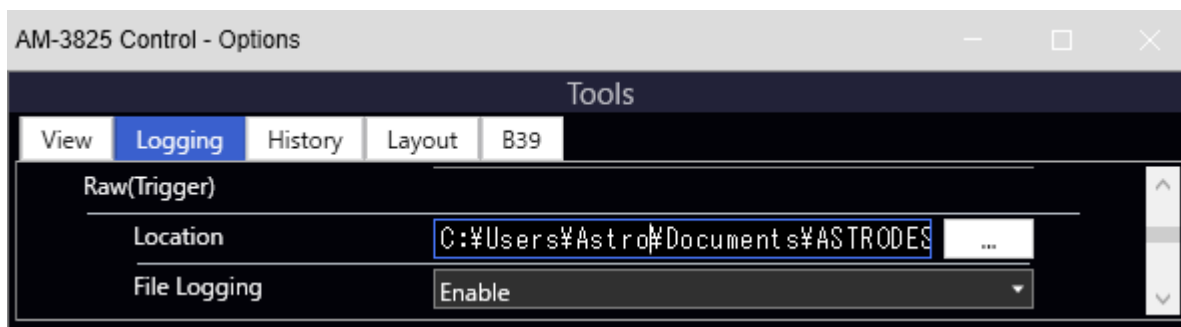 AM-3825 Control - Options
Tools
View Logging History Layout B39
Raw(Trigger)
Location C:¥Users¥Astro¥Documents¥ASTRODES ...
File Logging Enable